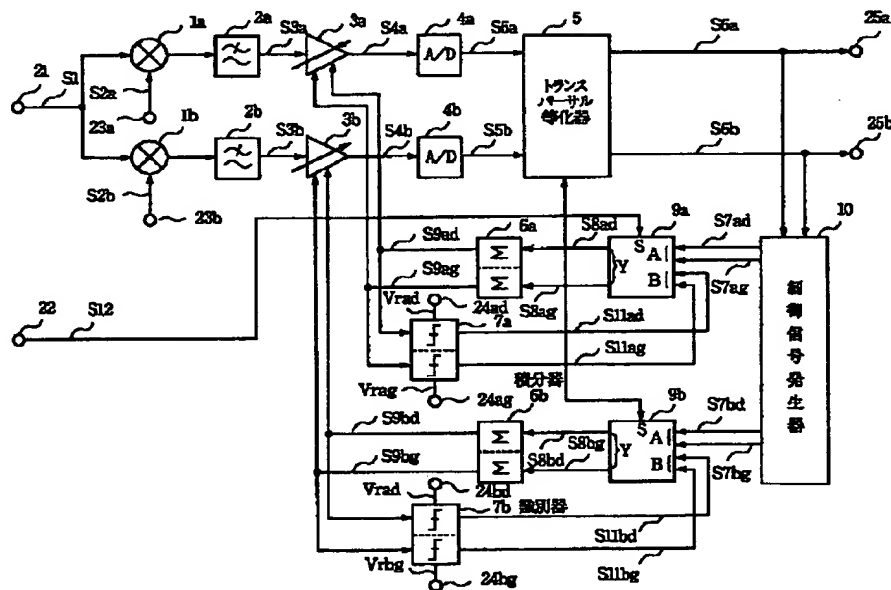 1a
2a
S3a
3a
S4a
4a
S5a
5
S6a
25a
21
S1
A/D
S2a
23a
トランス
バーサル
等化器
1b
2b
S3b
3b
S4b
4b
S5b
S6b
25b
A/D
S2b
23b
6a
S8ad
9a
S7ad
10
S9ad
Σ
Y
S
A
S9ag
Σ
B
S7ag
S8ag
Vrad
24ad
7a
S11ad
22
S12
S11ag
制御信号発生器
Vrag
24ag
積分器
6b
9b
S7bd
S9bd
S8bg
S
A
Σ
Y
S9bg
Σ
S8bd
B
S7bg
Vrad
24bd
7b
識別器
S11bd
Vrbg
24bg
S11bg